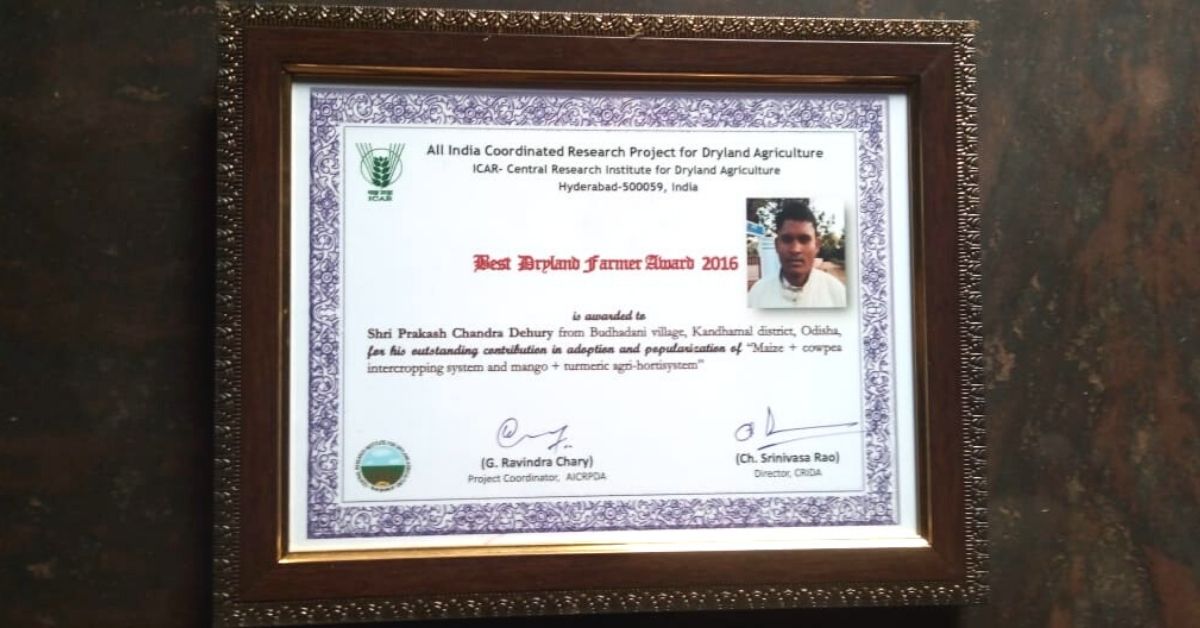 All India Coordinated Research Project for Dryland Agriculture
ICAR- Central Research Institute for Dryland Agriculture
Hyderabad-500059, India
ICAR
Best Dryland Farmer Award 2016
is awarded to
Shri Prakash Chandra Dehury from Budhadani village, Kandhamal district, Odisha,
for his outstanding contribution in adoption and popularization of "Maize + cowpea
intercropping system and mango + turmeric agri-hortisystem"
(G. Ravindra Chary)
Project Coordinator, AICRPDA
(Ch. Srinivasa Rao)
Director, CRIDA